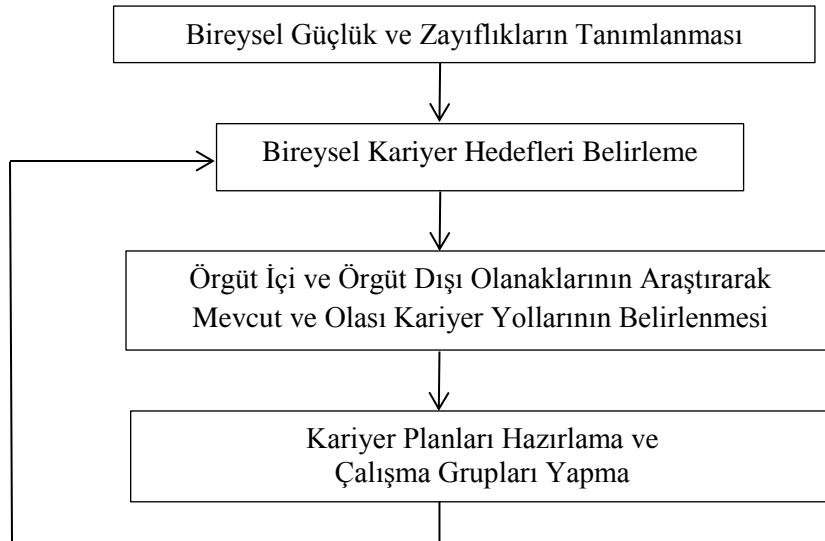 Bireysel Güçlük ve Zayıflıkların Tanımlanması
Bireysel Kariyer Hedefleri Belirleme
Örgüt İçi ve Örgüt Dışı Olanaklarının Araştırarak
Mevcut ve Olası Kariyer Yollarının Belirlenmesi
Kariyer Planları Hazırlama ve
Çalışma Grupları Yapma